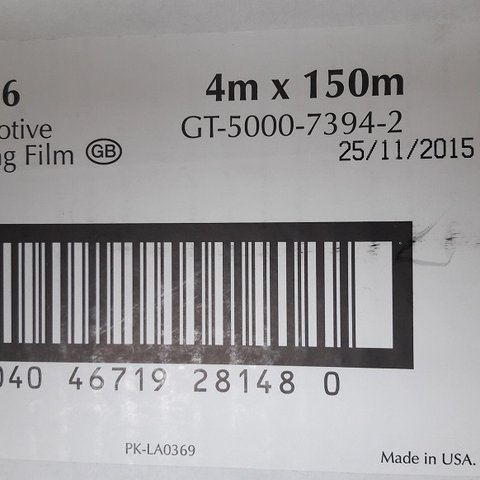 6
4m x 150m
otive
GT-5000-7394-2
ng Film GB
25/11/2015
040 46719 28148 0
PK-LA0369
Made in USA.